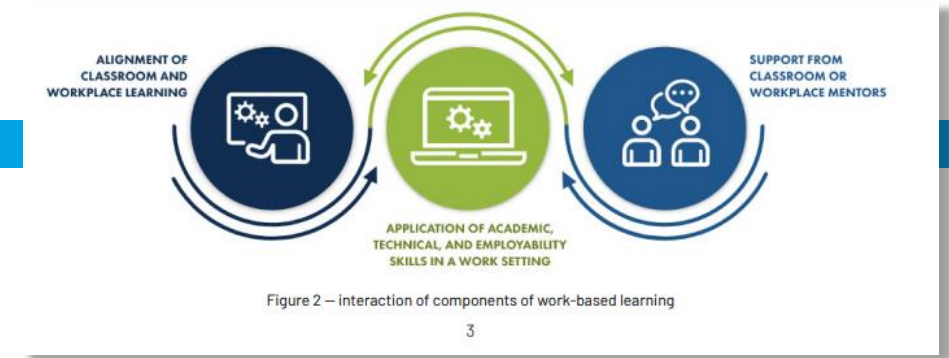 ALIGNMENT OF
CLASSROOM AND
WORKPLACE LEARNING
APPLICATION OF ACADEMIC,
TECHNICAL, AND EMPLOYABILITY
SKILLS IN A WORK SETTING
SUPPORT FROM
CLASSROOM OR
WORKPLACE MENTORS
Figure 2 — interaction of components of work-based learning
3